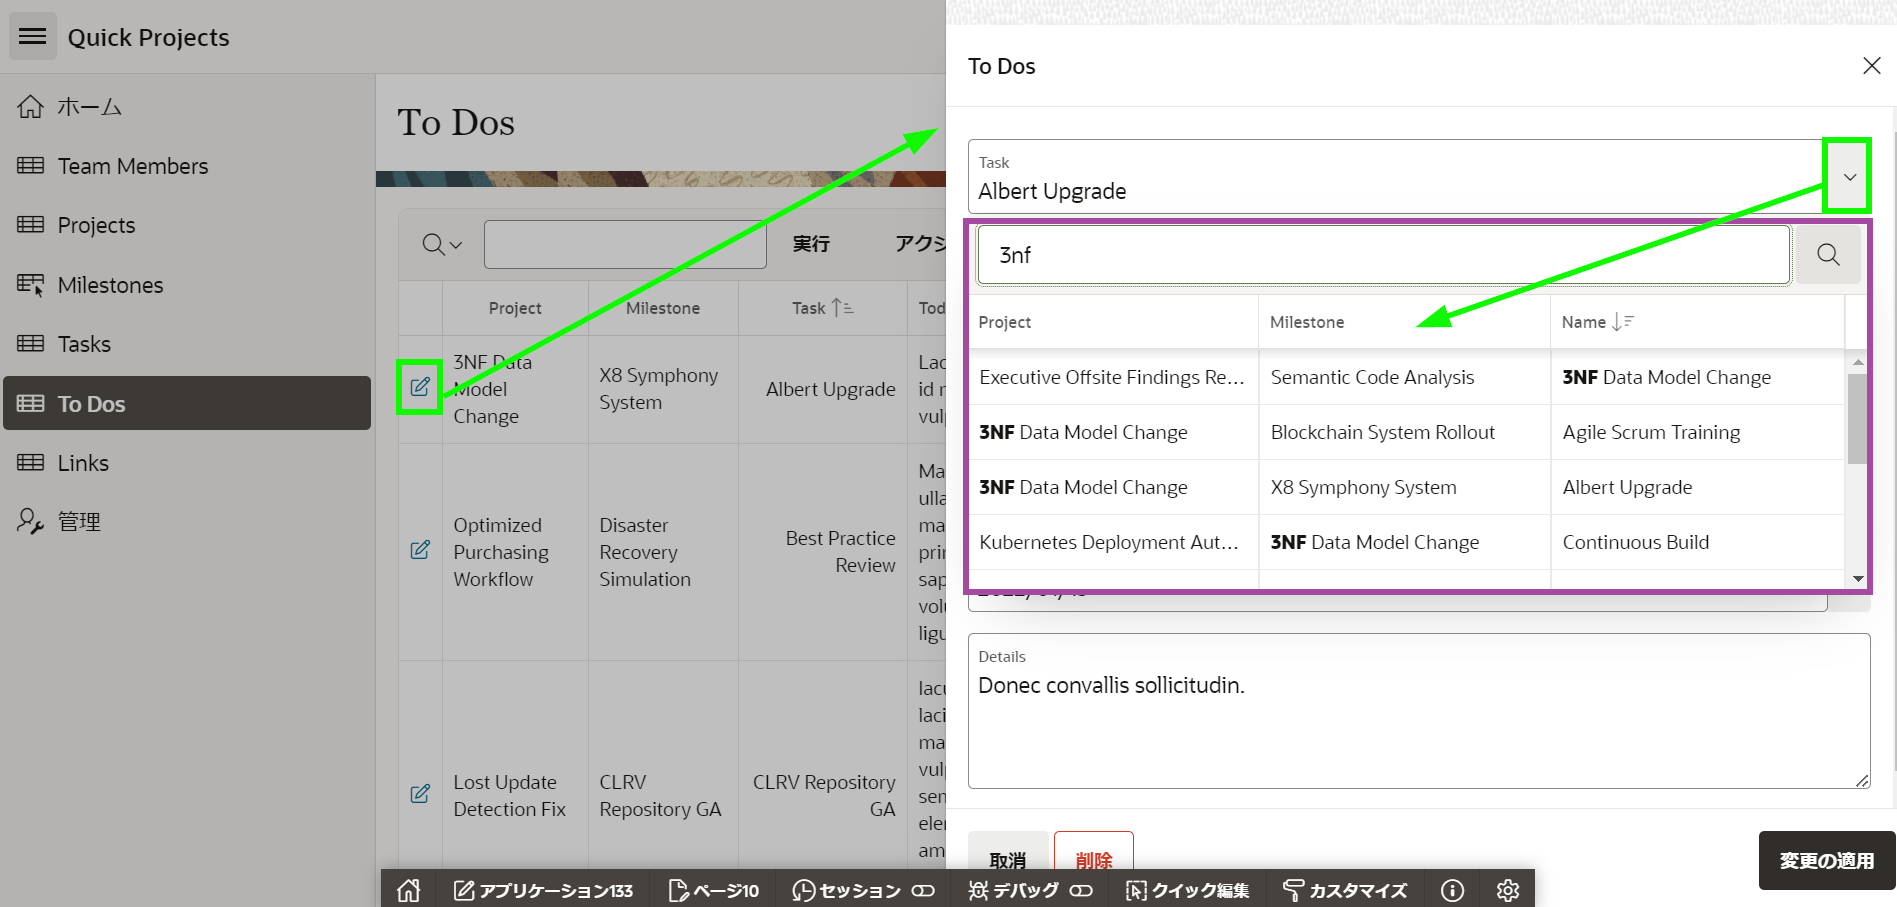 Quick Projects
ホーム
Team Members
Projects
Milestones
Tasks
To Dos
Links
管理
To Dos
実行
アクシ
Project Milestone Task Tod
3NF Data Model Change
X8 Symphony System
Albert Upgrade
Lac
id r
vulp
Optimized Purchasing Workflow
Disaster Recovery Simulation
Best Practice Review
Ma
ulla
ma
prin
sap
volu
ligu
Lost Update Detection Fix
CLRV Repository GA
CLRV Repository GA
iacu
laci
ma
vulp
sen
eler
am
To Dos
Task
Albert Upgrade
3nf
Project Milestone Name
Executive Offsite Findings Re... Semantic Code Analysis 3NF Data Model Change
3NF Data Model Change Blockchain System Rollout Agile Scrum Training
3NF Data Model Change X8 Symphony System Albert Upgrade
Kubernetes Deployment Aut... 3NF Data Model Change Continuous Build
Details
Donec convallis sollicitudin.
取消 削除 変更の適用
アプリケーション133 ページ10 セッション デバッグ クイック編集 カスタマイズ